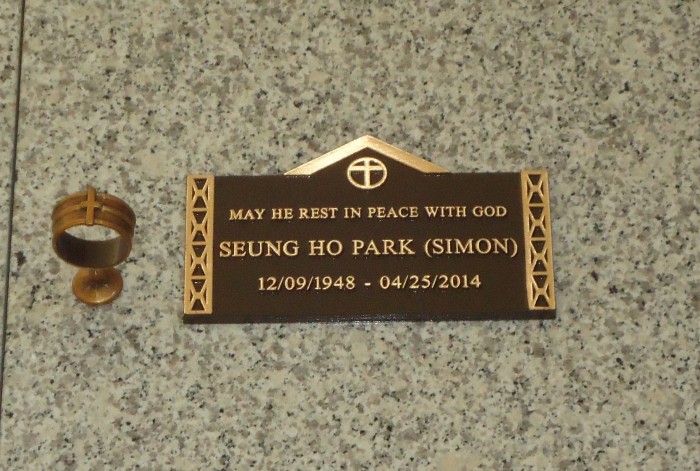 MAY HE REST IN PEACE WITH GOD
SEUNG HO PARK (SIMON)
12/09/1948 - 04/25/2014